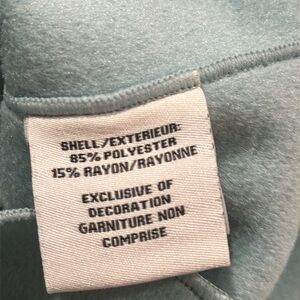 SHELL/EXTERIEUR:
85% POLYESTER
15% RAYON/RAYONNE
EXCLUSIVE OF
DECORATION
GARNITURE NON
COMPRISE